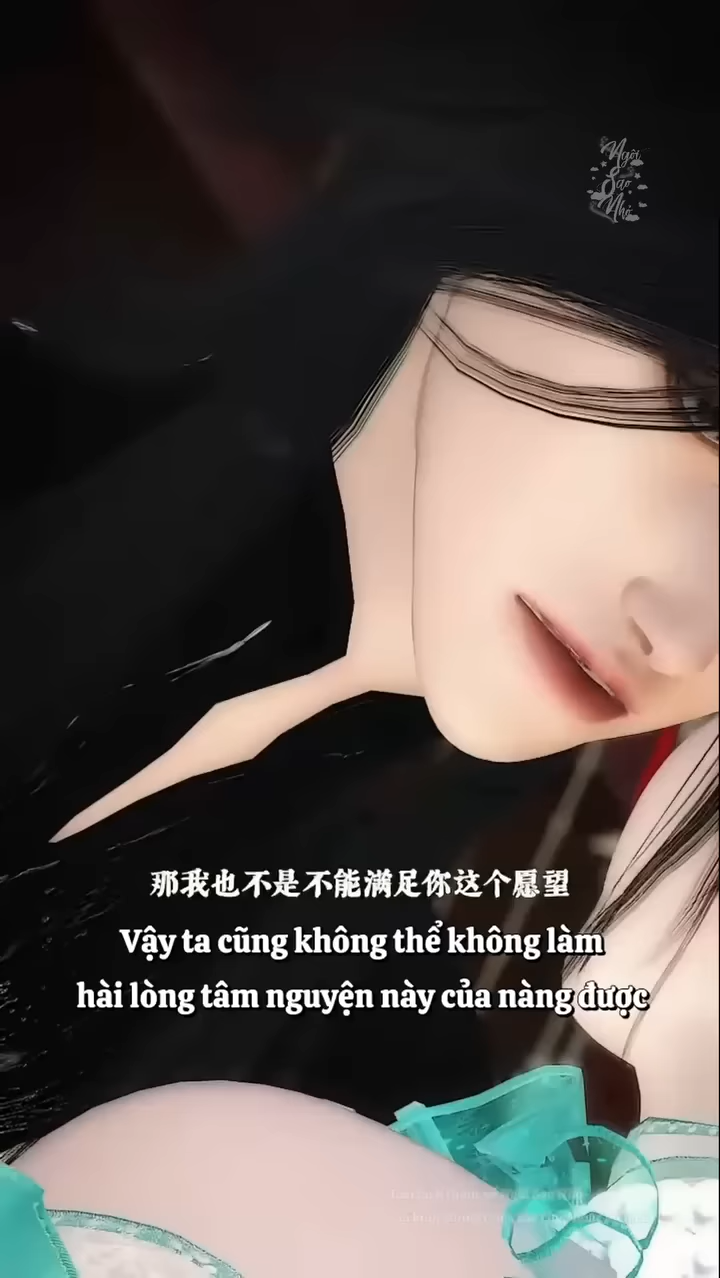 Ngôi
Sao
Nhỏ
那我也不是不能满足你这个愿望
Vậy ta cũng không thể không làm
hài lòng tâm nguyện này của nàng được